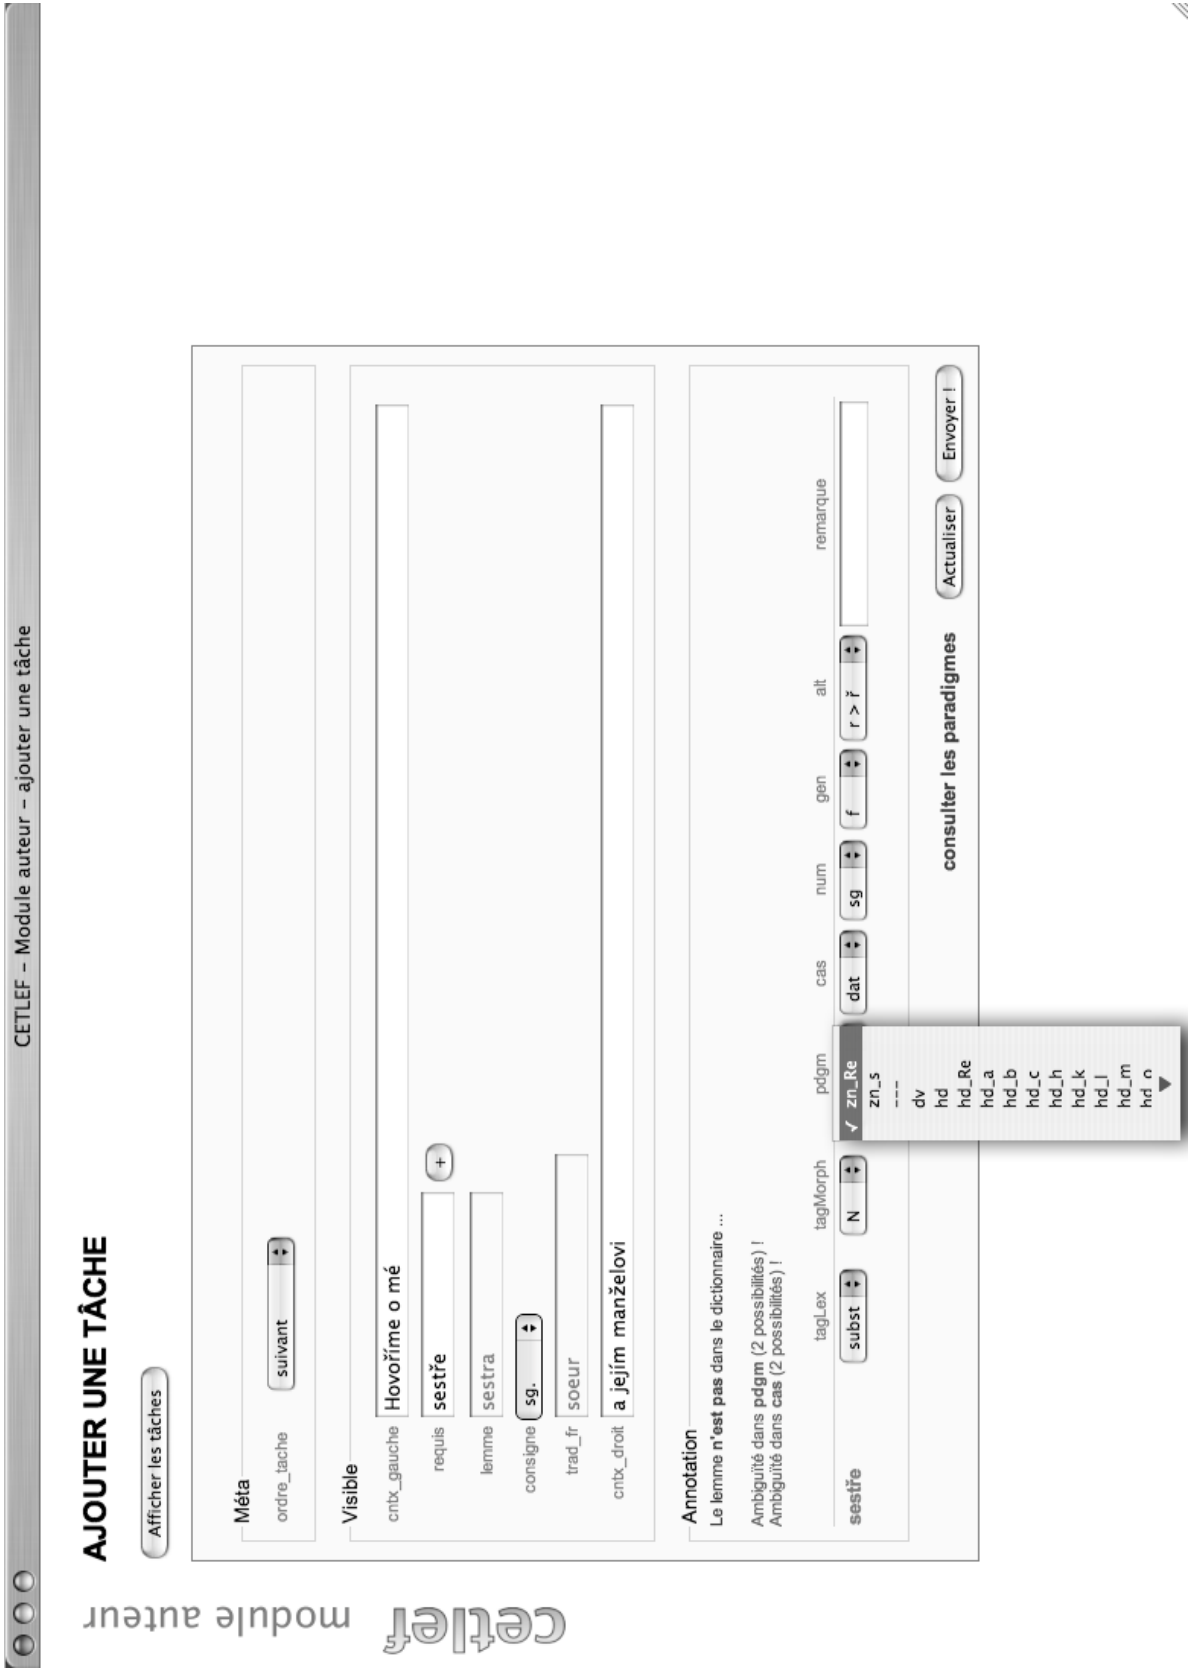 CETLEF – Module auteur – ajouter une tâche
cetlef
module auteur
AJOUTER UNE TÂCHE
Afficher les tâches
Méta
ordre_tache suivant
Visible
cntx_gauche Hovoříme o mé
requis sestře +
lemme sestra
consigne sg.
trad_fr soeur
cntx_droit a jejím manželovi
Annotation
Le lemme n'est pas dans le dictionnaire ...
Ambiguïté dans pdgm (2 possibilités) !
Ambiguïté dans cas (2 possibilités) !
tagLex tagMorph pdgm cas num gen alt remarque
sestře subst N ✓ zn_Re dat sg f r > ř
zn_s
---
dv
hd
hd_Re
hd_a
hd_b
hd_c
hd_h
hd_k
hd_l
hd_m
hd_n
consulter les paradigmes Actualiser Envoyer !